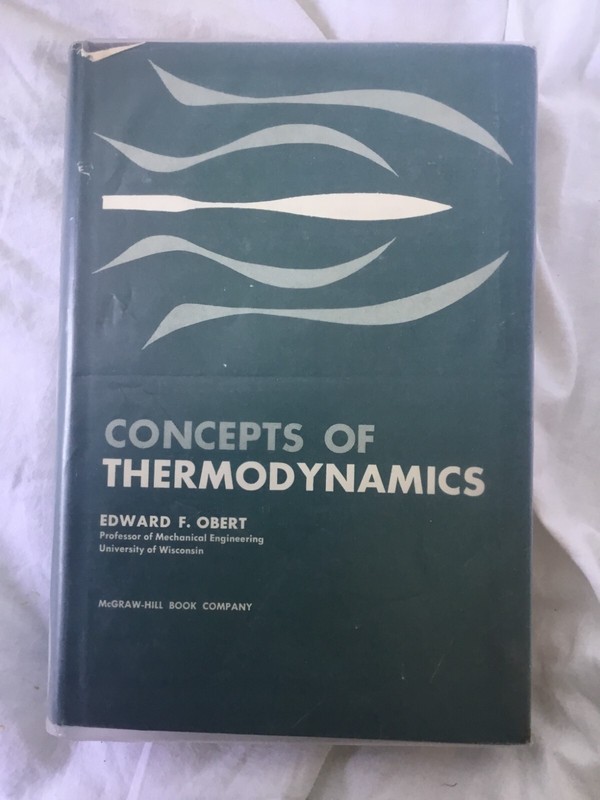 CONCEPTS OF
THERMODYNAMICS
EDWARD F. OBERT
Professor of Mechanical Engineering
University of Wisconsin
McGRAW-HILL BOOK COMPANY